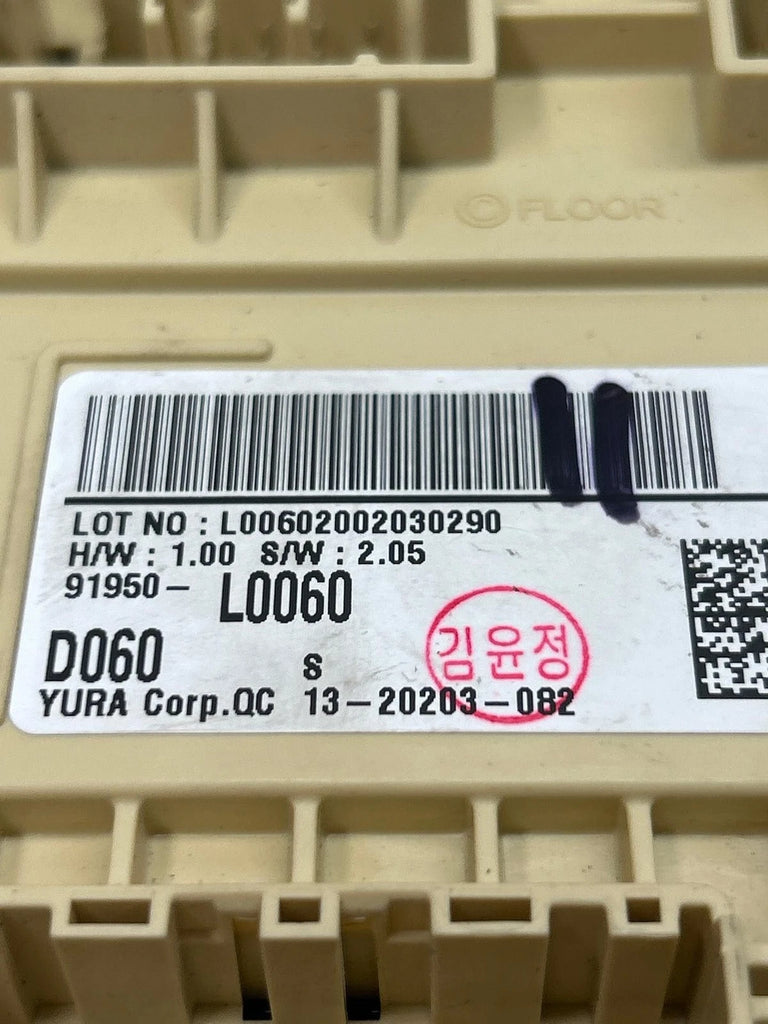 © FLOOR
LOT NO : L00602002030290
H/W : 1.00 S/W : 2.05
91950- L0060
D060 S
김윤정
YURA Corp.QC 13-20203-082